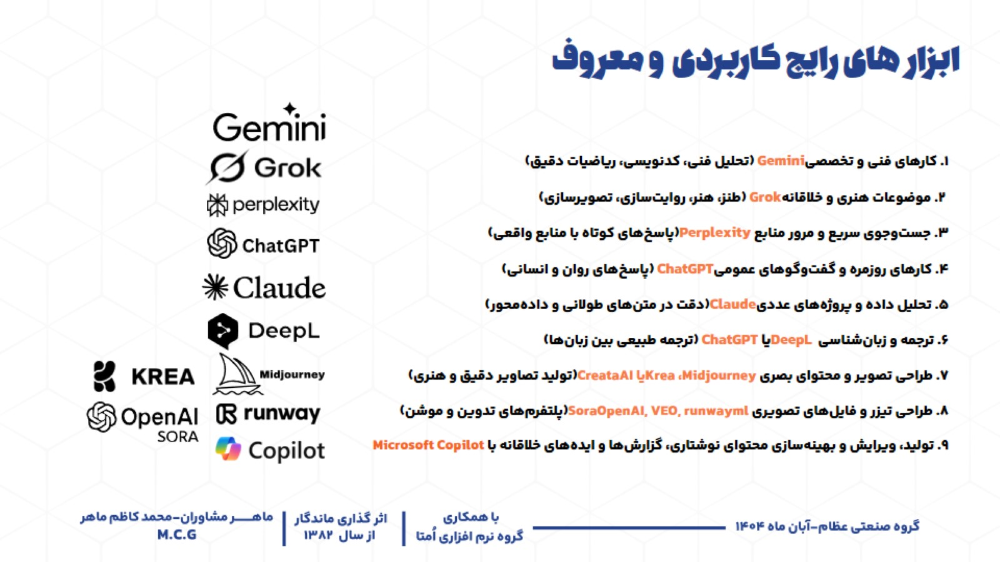 ابزار های رایج کاربردی و معروف
۱. کارهای فنی و تخصصیGemini (تحلیل فنی، کدنویسی، ریاضیات دقیق)
۲. موضوعات هنری و خلاقانهGrok (طنز، هنر، روایت‌سازی، تصویرسازی)
۳. جست‌وجوی سریع و مرور منابع Perplexity(پاسخ‌های کوتاه با منابع واقعی)
۴. کارهای روزمره و گفت‌وگوهای عمومیChatGPT (پاسخ‌های روان و انسانی)
۵. تحلیل داده و پروژه‌های عددیClaude(دقت در متن‌های طولانی و داده‌محور)
۶. ترجمه و زبان‌شناسی DeepLیا ChatGPT (ترجمه طبیعی بین زبان‌ها)
۷. طراحی تصویر و محتوای بصری Midjourney، Kreaیا CreataAI(تولید تصاویر دقیق و هنری)
۸. طراحی تیزر و فایل‌های تصویری SoraOpenAI, VEO, runwayml(پلتفرم‌های تدوین و موشن)
۹. تولید، ویرایش و بهینه‌سازی محتوای نوشتاری، گزارش‌ها و ایده‌های خلاقانه با Microsoft Copilot
Gemini
Grok
perplexity
ChatGPT
Claude
DeepL
Midjourney
KREA
runway
OpenAI
SORA
Copilot
گروه صنعتی عظام-آبان ماه ۱۴۰۴
با همکاری
گروه نرم افزاری اُمتا
اثر گذاری ماندگار
از سال ۱۳۸۲
ماهـــر مشاوران-محمد کاظم ماهر
M.C.G